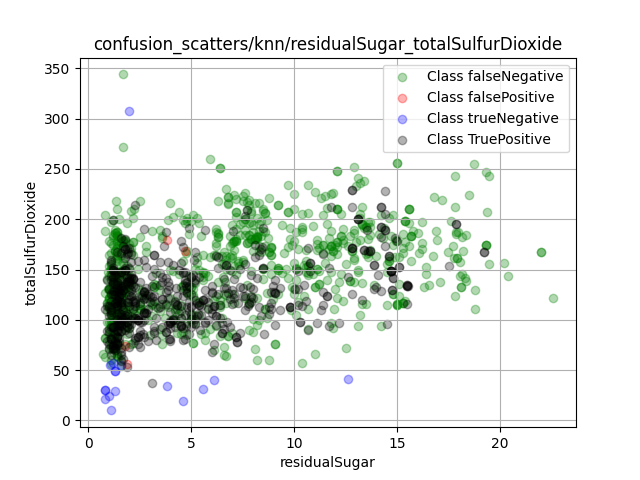 confusion_scatters/knn/residualSugar_totalSulfurDioxide
Class falseNegative
Class falsePositive
Class trueNegative
Class TruePositive
totalSulfurDioxide
350
300
250
200
150
100
50
0
0 5 10 15 20
residualSugar